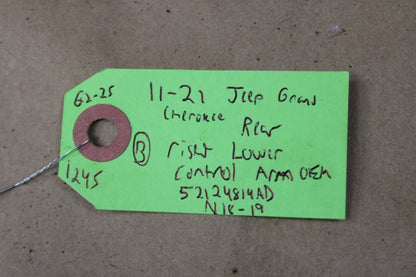 G2-25
11-21 Jeep Grand
Cherokee
Rear
B
right Lower
1245
Control Arm OEM
52124814AD
N18-19